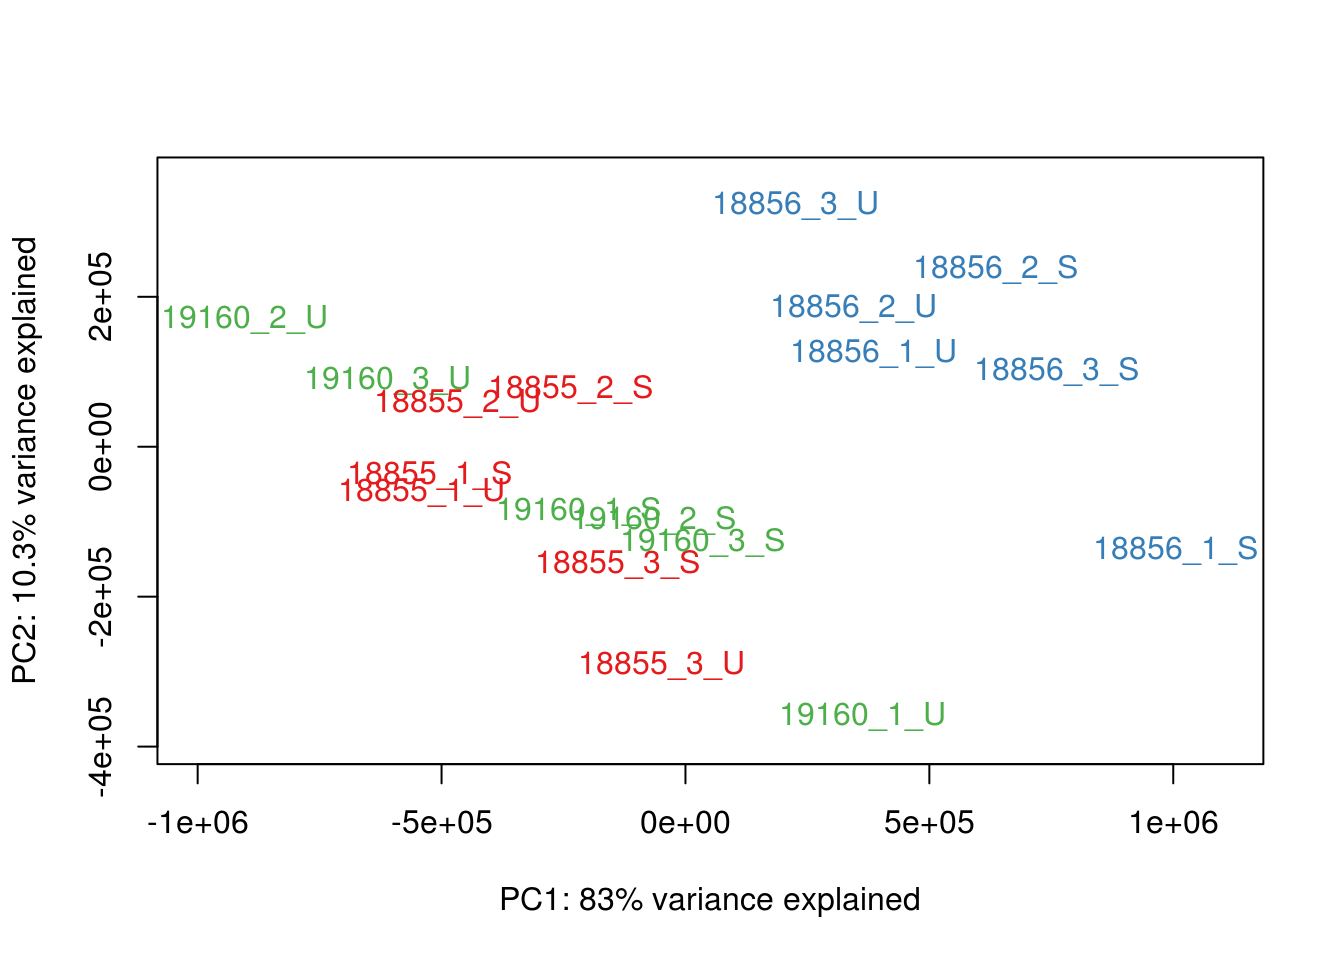 18856_3_U
18856_2_S
2e+05
18856_2_U
19160_2_U
18856_1_U
18856_3_S
19160_3_U
18855_2_S
18855_2_U
0e+00
18855_1_S
18855_1_U
19160_1_S
19160_2_S
19160_3_S
18856_1_S
18855_3_S
-2e+05
18855_3_U
19160_1_U
-4e+05
PC2: 10.3% variance explained
-1e+06 -5e+05 0e+00 5e+05 1e+06
PC1: 83% variance explained